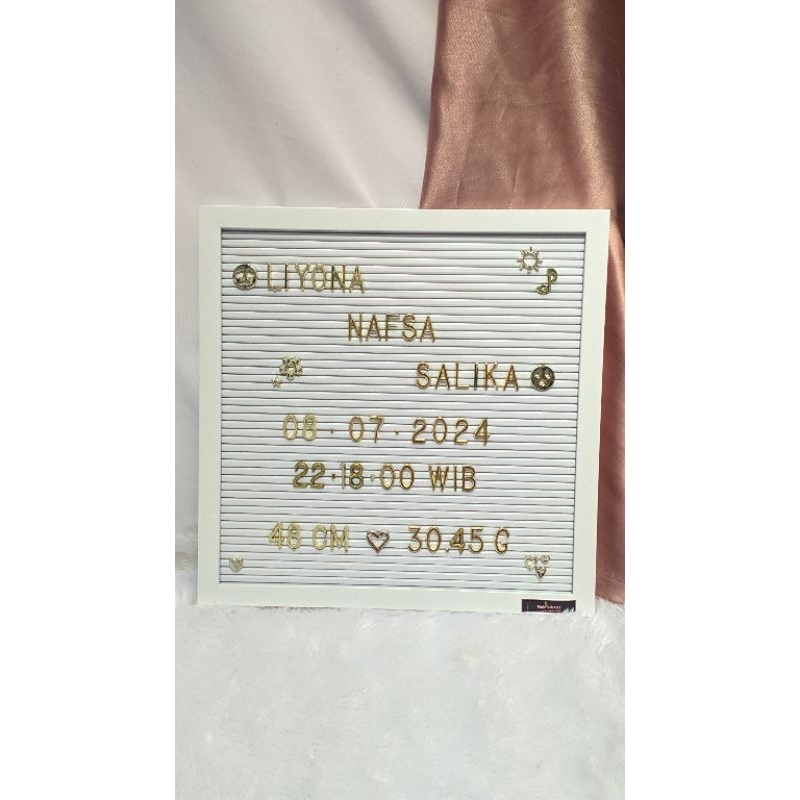 LIYONA
NAFSA
SALIKA
08 · 07 · 2024
22·18·00 WIB
48 CM 30.45 G